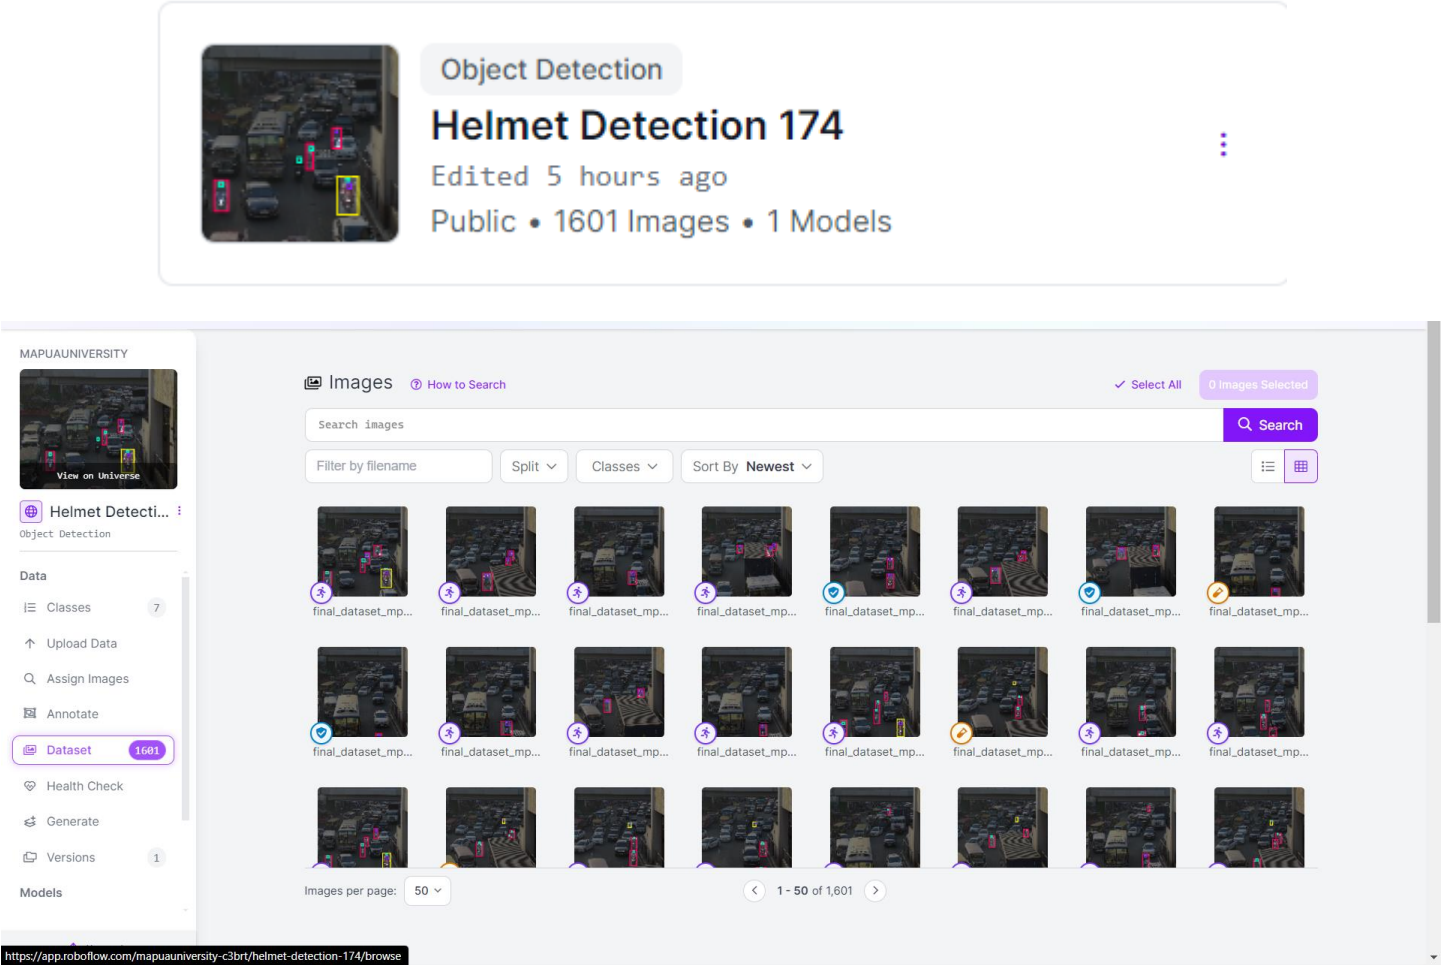 Object Detection
Helmet Detection 174
Edited 5 hours ago
Public • 1601 Images • 1 Models
MAPUAUNIVERSITY
View on Universe
Helmet Detecti...
Object Detection
Data
Classes 7
Upload Data
Assign Images
Annotate
Dataset 1601
Health Check
Generate
Versions 1
Models
Images How to Search Select All 0 Images Selected
Search images Search
Filter by filename Split Classes Sort By Newest
final_dataset_mp... final_dataset_mp... final_dataset_mp... final_dataset_mp... final_dataset_mp... final_dataset_mp... final_dataset_mp... final_dataset_mp...
final_dataset_mp... final_dataset_mp... final_dataset_mp... final_dataset_mp... final_dataset_mp... final_dataset_mp... final_dataset_mp... final_dataset_mp...
Images per page: 50 1 - 50 of 1,601
https://app.roboflow.com/mapuauniversity-c3brt/helmet-detection-174/browse